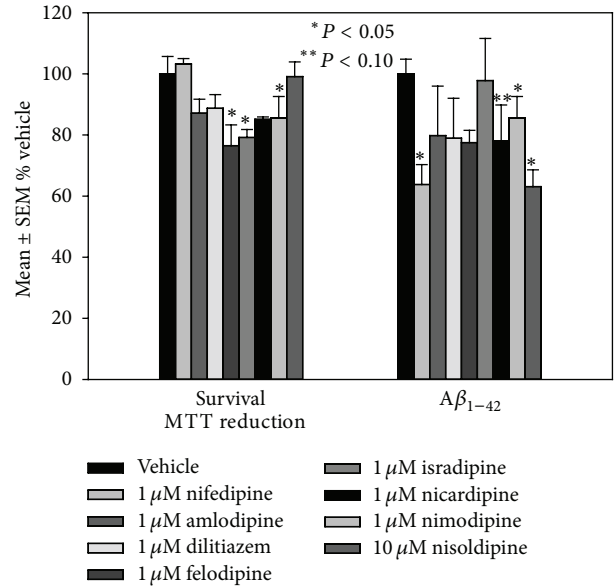 120
100
80
60
40
20
0
Mean ± SEM % vehicle
* P < 0.05
** P < 0.10
* * *
* ** * *
Survival
MTT reduction
Aβ1−42
Vehicle
1 μM nifedipine
1 μM amlodipine
1 μM dilitiazem
1 μM felodipine
1 μM isradipine
1 μM nicardipine
1 μM nimodipine
10 μM nisoldipine